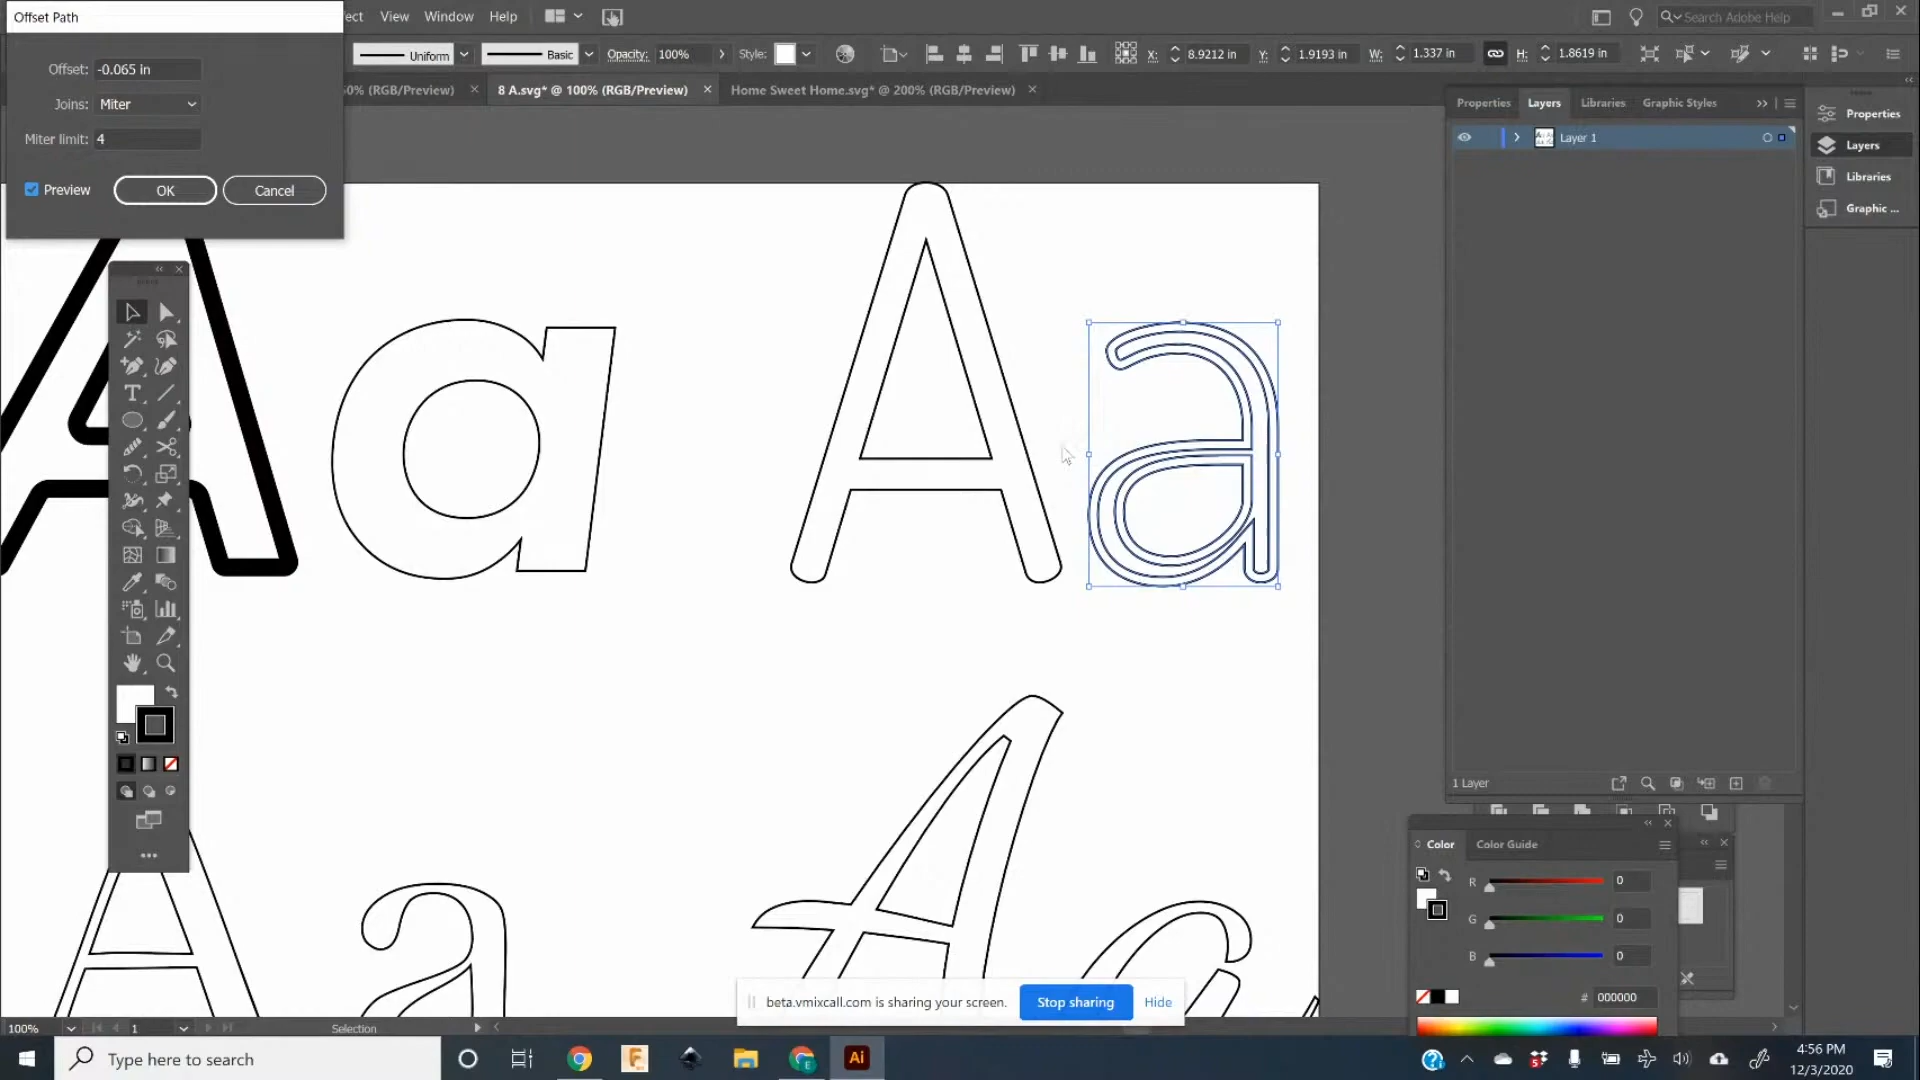 Offset Path
ect View Window Help
Search Adobe Help
Offset: -0.065 in
Joins: Miter
Miter limit: 4
Preview OK Cancel
Uniform Basic Opacity: 100% Style: X: 8.9212 in Y: 1.9193 in W: 1.337 in H: 1.8619 in
50% (RGB/Preview) 8 A.svg* @ 100% (RGB/Preview) Home Sweet Home.svg* @ 200% (RGB/Preview)
Properties Layers Libraries Graphic Styles
Layer 1
Properties
Layers
Libraries
Graphic ...
A a A a
A a A a
1 Layer
Color Color Guide
R 0
G 0
B 0
# 000000
beta.vmixcall.com is sharing your screen. Stop sharing Hide
100% 1 Selection
Type here to search
Ai
4:56 PM
12/3/2020